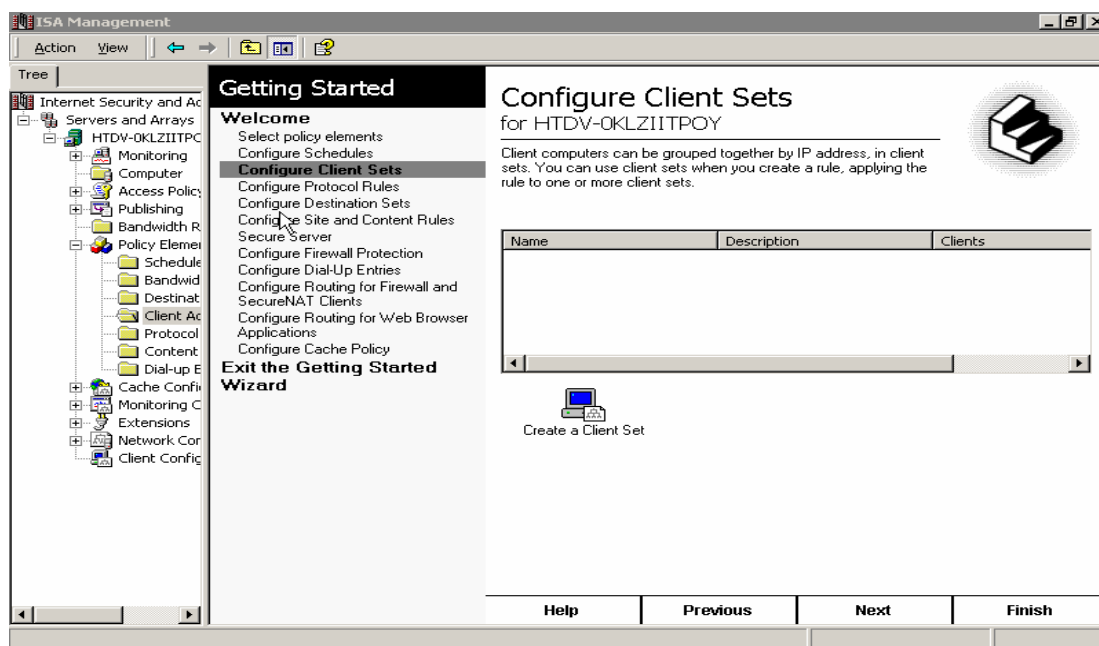 ISA Management
Action View
Tree
Internet Security and Ac
Servers and Arrays
HTDV-0KLZIITPC
Monitoring
Computer
Access Policy
Publishing
Bandwidth R
Policy Elemer
Schedule
Bandwid
Destinat
Client Ac
Protocol
Content
Dial-up E
Cache Confi
Monitoring C
Extensions
Network Cor
Client Config
Getting Started
Welcome
Select policy elements
Configure Schedules
Configure Client Sets
Configure Protocol Rules
Configure Destination Sets
Configure Site and Content Rules
Secure Server
Configure Firewall Protection
Configure Dial-Up Entries
Configure Routing for Firewall and
SecureNAT Clients
Configure Routing for Web Browser
Applications
Configure Cache Policy
Exit the Getting Started
Wizard
Configure Client Sets
for HTDV-0KLZIITPOY
Client computers can be grouped together by IP address, in client
sets. You can use client sets when you create a rule, applying the
rule to one or more client sets.
Name Description Clients
Create a Client Set
Help Previous Next Finish